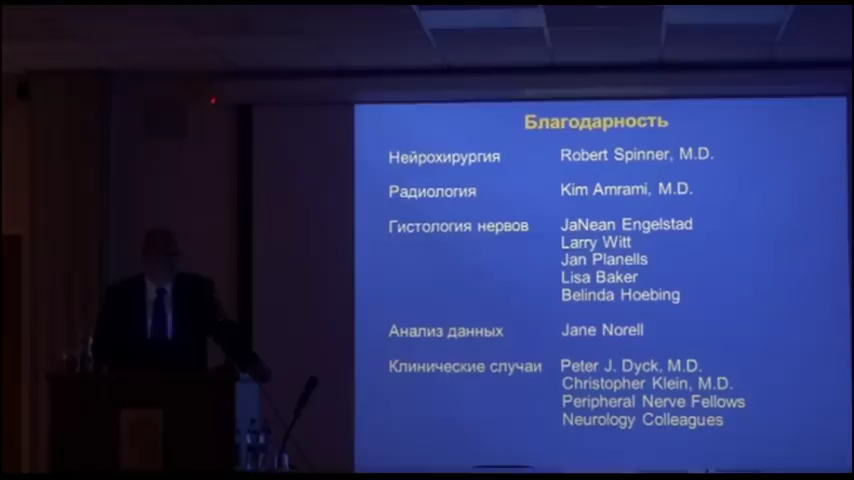 Благодарность
Нейрохирургия Robert Spinner, M.D.
Радиология Kim Amrami, M.D.
Гистология нервов JaNean Engelstad
Larry Witt
Jan Planells
Lisa Baker
Belinda Hoebing
Анализ данных Jane Norell
Клинические случаи Peter J. Dyck, M.D.
Christopher Klein, M.D.
Peripheral Nerve Fellows
Neurology Colleagues